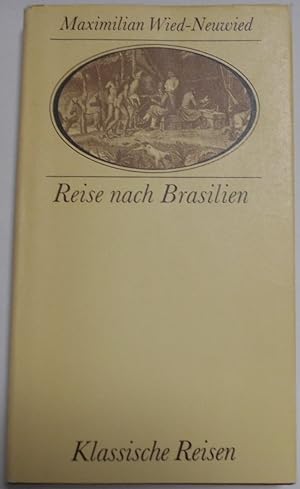 Maximilian Wied-Neuwied
Reise nach Brasilien
Klassische Reisen